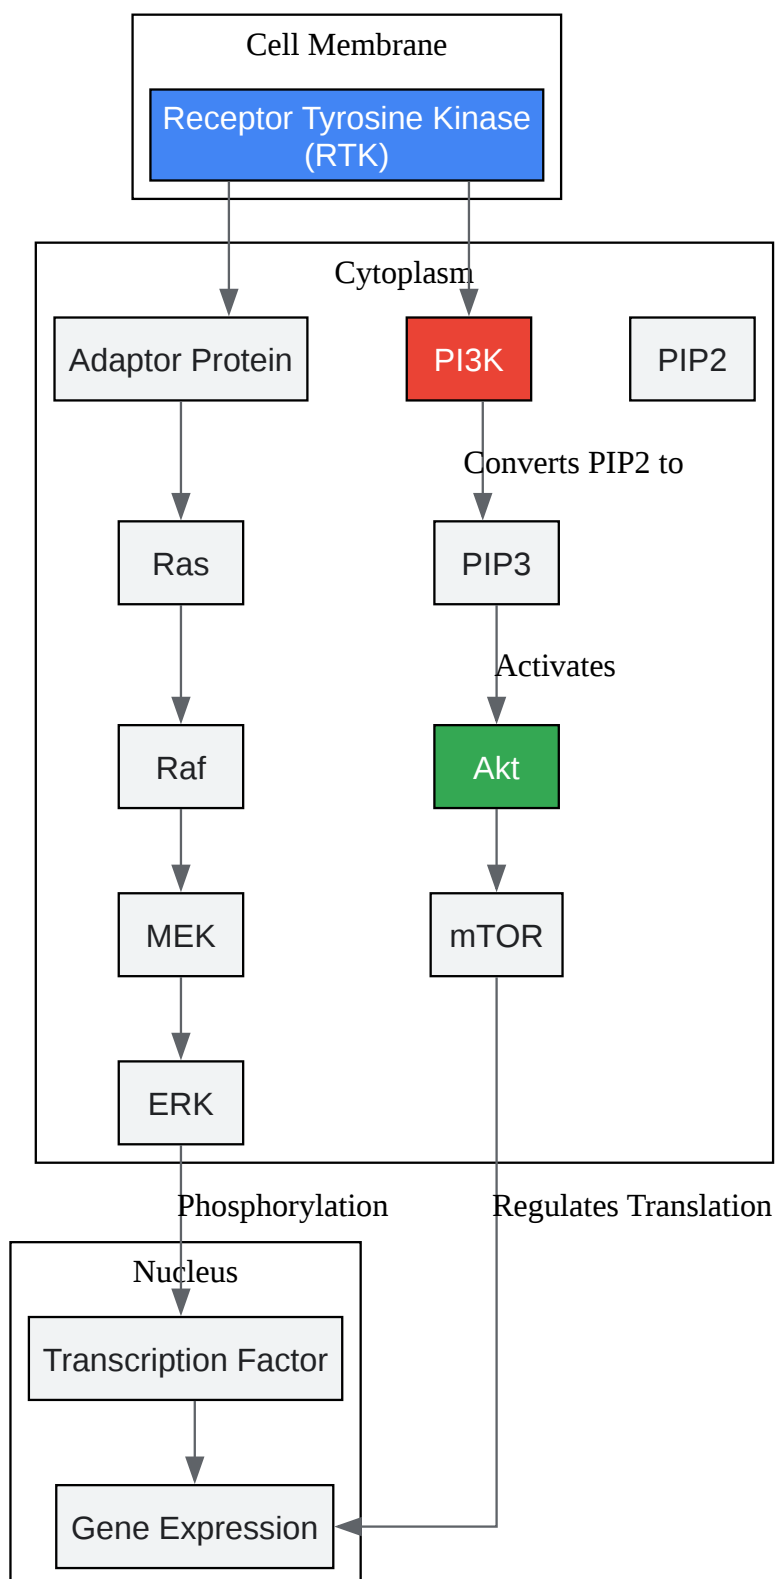 Cell Membrane
Receptor Tyrosine Kinase
(RTK)
Cytoplasm
Adaptor Protein
PI3K
PIP2
Converts PIP2 to
Ras
PIP3
Activates
Raf
Akt
MEK
mTOR
ERK
Phosphorylation
Regulates Translation
Nucleus
Transcription Factor
Gene Expression